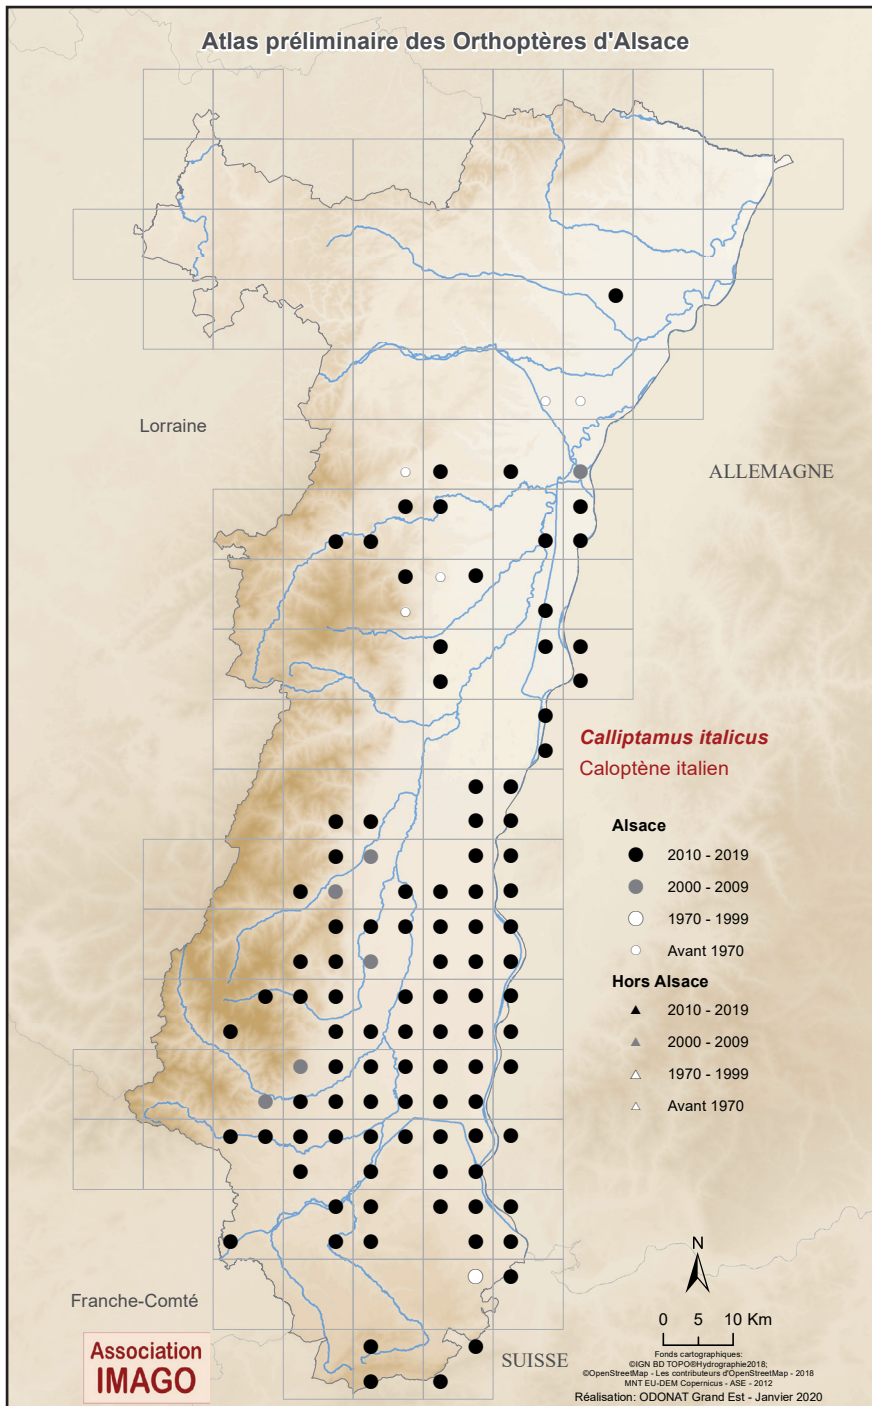 Atlas préliminaire des Orthoptères d'Alsace
Lorraine
ALLEMAGNE
Calliptamus italicus
Caloptène italien
Alsace
2010 - 2019
2000 - 2009
1970 - 1999
Avant 1970
Hors Alsace
2010 - 2019
2000 - 2009
1970 - 1999
Avant 1970
N
0 5 10 Km
Franche-Comté
SUISSE
Association
IMAGO
Fonds cartographiques:
©IGN BD TOPO®Hydrographie2018;
©OpenStreetMap - Les contributeurs d'OpenStreetMap - 2018
MNT EU-DEM Copernicus - ASE - 2012
Réalisation: ODONAT Grand Est - Janvier 2020